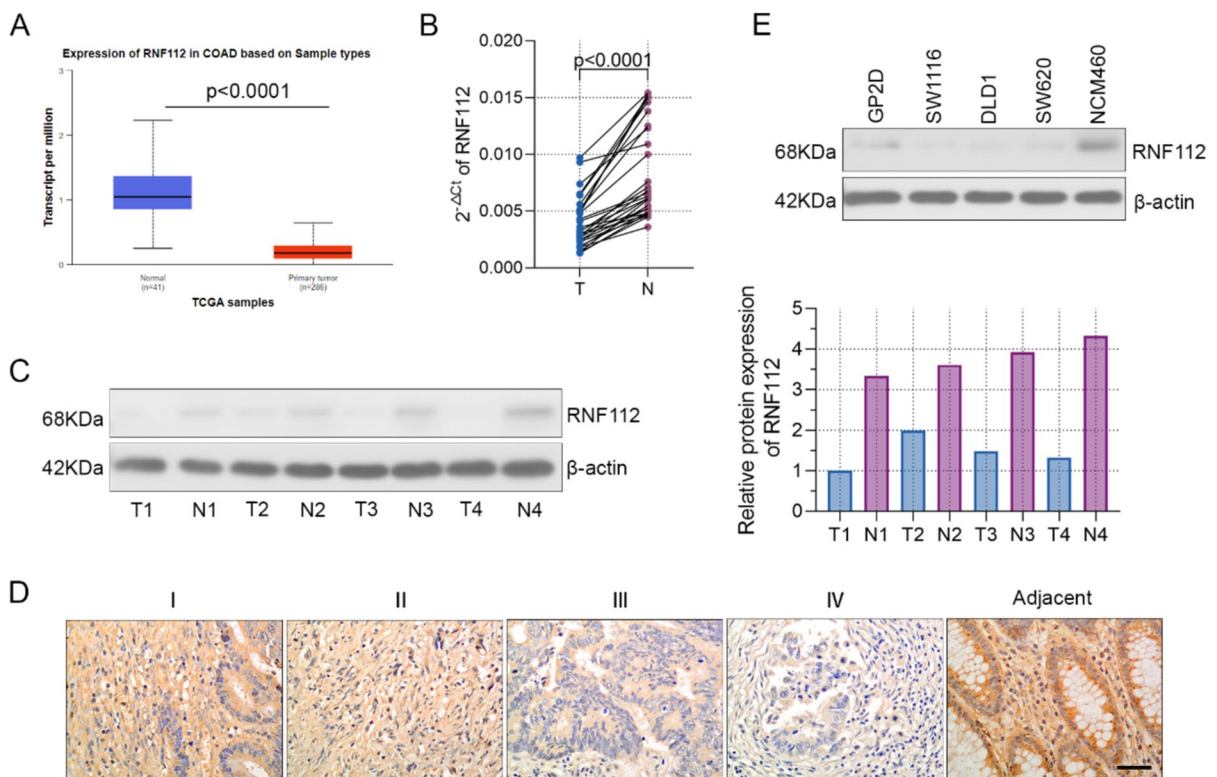 A
Expression of RNF112 in COAD based on Sample types
Transcript per million
3
2
1
0
p<0.0001
Normal
(n=41)
Primary tumor
(n=286)
TCGA samples
B
2^-ΔCt of RNF112
0.020
0.015
0.010
0.005
0.000
p<0.0001
T N
C
68KDa RNF112
42KDa β-actin
T1 N1 T2 N2 T3 N3 T4 N4
D
I II III IV Adjacent
E
GP2D SW1116 DLD1 SW620 NCM460
68KDa RNF112
42KDa β-actin
Relative protein expression
of RNF112
5
4
3
2
1
0
T1 N1 T2 N2 T3 N3 T4 N4